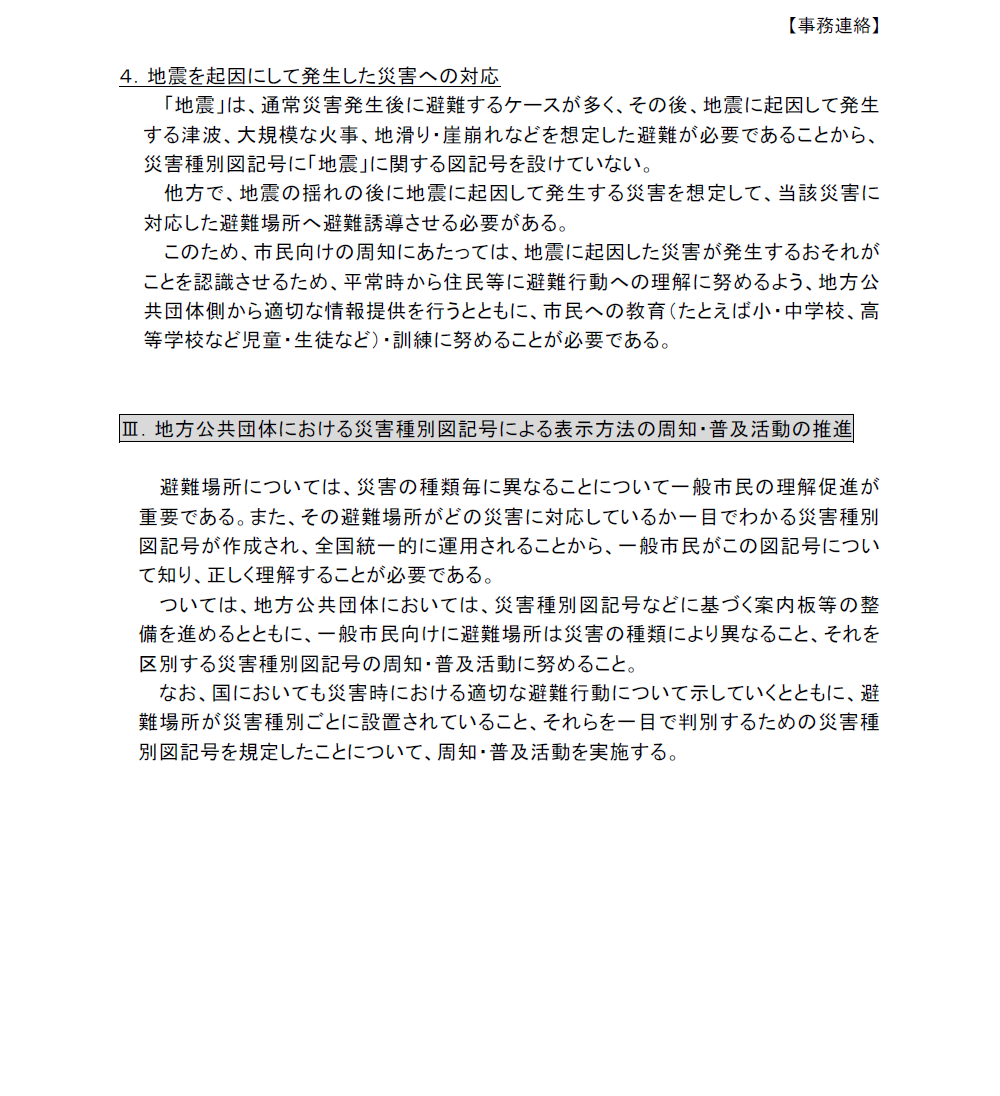 【事務連絡】
４．地震を起因にして発生した災害への対応
「地震」は、通常災害発生後に避難するケースが多く、その後、地震に起因して発生
する津波、大規模な火事、地滑り・崖崩れなどを想定した避難が必要であることから、
災害種別図記号に「地震」に関する図記号を設けていない。
他方で、地震の揺れの後に地震に起因して発生する災害を想定して、当該災害に
対応した避難場所へ避難誘導させる必要がある。
このため、市民向けの周知にあたっては、地震に起因した災害が発生するおそれが
ことを認識させるため、平常時から住民等に避難行動への理解に努めるよう、地方公
共団体側から適切な情報提供を行うとともに、市民への教育（たとえば小・中学校、高
等学校など児童・生徒など）・訓練に努めることが必要である。
Ⅲ．地方公共団体における災害種別図記号による表示方法の周知・普及活動の推進
避難場所については、災害の種類毎に異なることについて一般市民の理解促進が
重要である。また、その避難場所がどの災害に対応しているか一目でわかる災害種別
図記号が作成され、全国統一的に運用されることから、一般市民がこの図記号につい
て知り、正しく理解することが必要である。
ついては、地方公共団体においては、災害種別図記号などに基づく案内板等の整
備を進めるとともに、一般市民向けに避難場所は災害の種類により異なること、それを
区別する災害種別図記号の周知・普及活動に努めること。
なお、国においても災害時における適切な避難行動について示していくとともに、避
難場所が災害種別ごとに設置されていること、それらを一目で判別するための災害種
別図記号を規定したことについて、周知・普及活動を実施する。